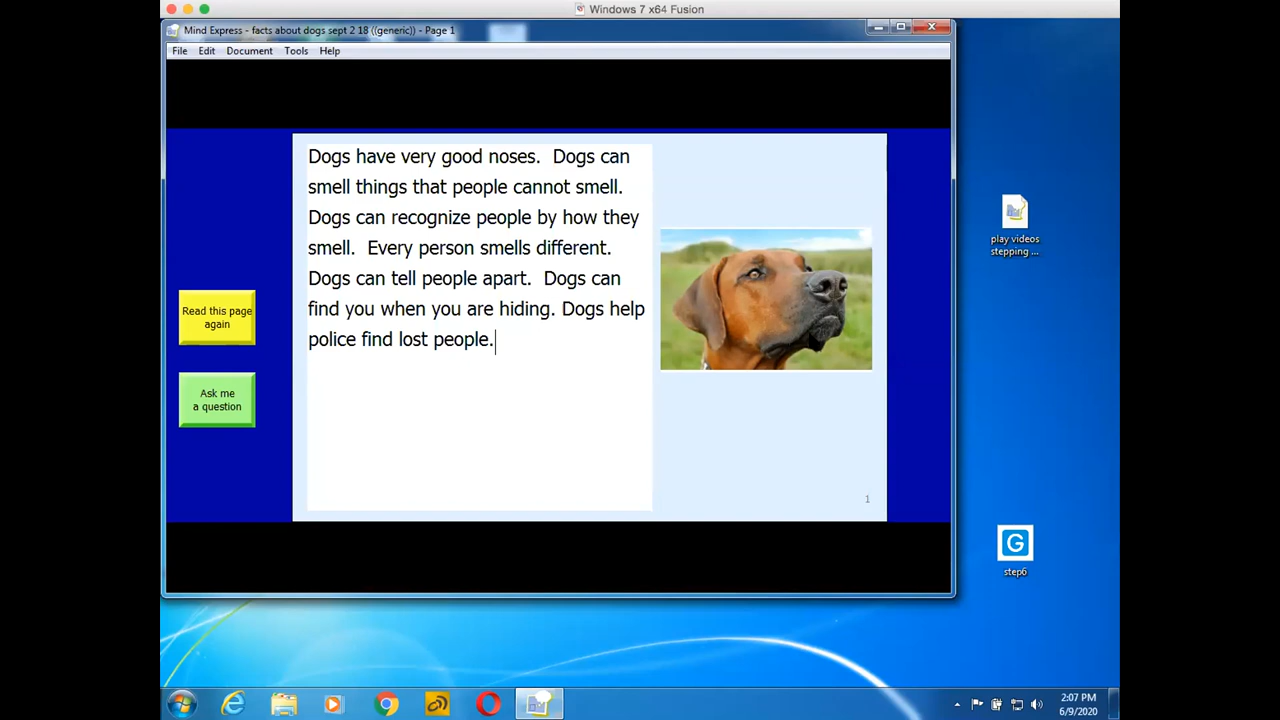 Windows 7 x64 Fusion
Mind Express - facts about dogs sept 2 18 ((generic)) - Page 1
File Edit Document Tools Help
Dogs have very good noses.  Dogs can
smell things that people cannot smell.
Dogs can recognize people by how they
smell.  Every person smells different.
Dogs can tell people apart.  Dogs can
find you when you are hiding. Dogs help
police find lost people.
Read this page
again
Ask me
a question
1
play videos
stepping ...
G
step6
2:07 PM
6/9/2020